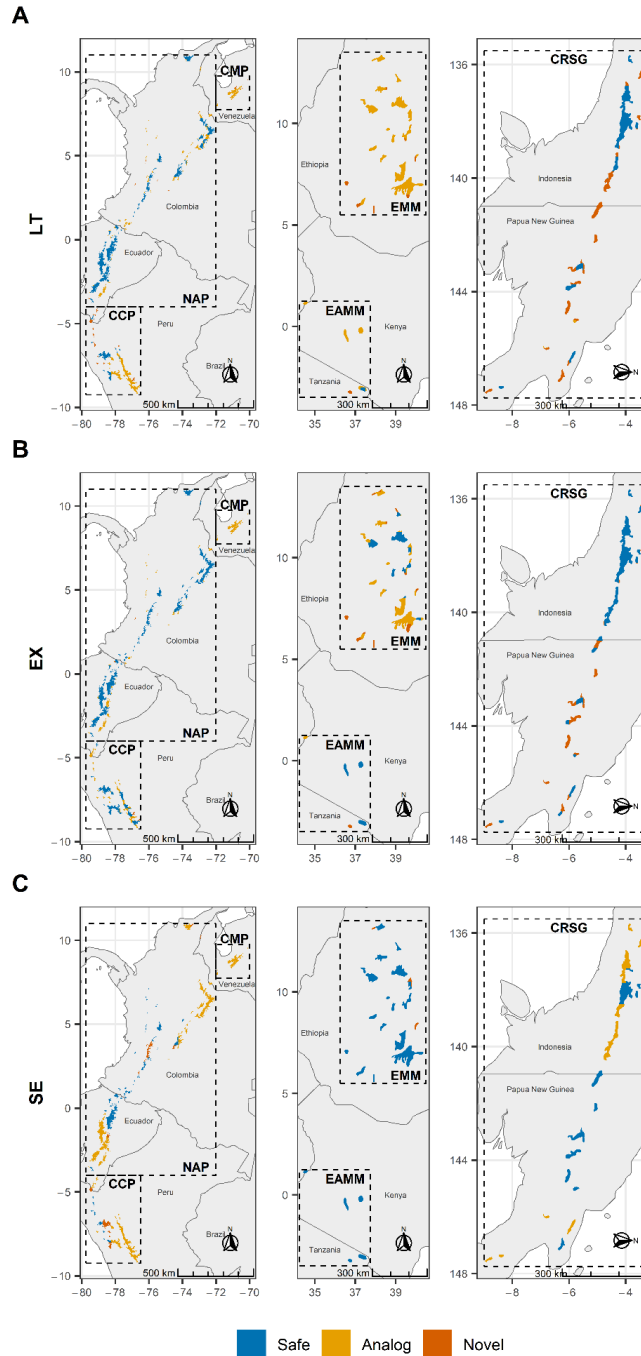 A
LT
10
5
0
−5
−10
−80
−78
−76
−74
−72
−70
CMP
Venezuela
Colombia
Ecuador
NAP
CCP
Peru
Brazil
N
500 km
10
5
0
35
37
39
Ethiopia
EMM
EAMM
Kenya
Tanzania
N
300 km
136
140
144
148
−8
−6
−4
CRSG
Indonesia
Papua New Guinea
N
300 km
B
EX
10
5
0
−5
−10
−80
−78
−76
−74
−72
−70
CMP
Venezuela
Colombia
Ecuador
NAP
CCP
Peru
Brazil
N
500 km
10
5
0
35
37
39
Ethiopia
EMM
EAMM
Kenya
Tanzania
N
300 km
136
140
144
148
−8
−6
−4
CRSG
Indonesia
Papua New Guinea
N
300 km
C
SE
10
5
0
−5
−10
−80
−78
−76
−74
−72
−70
CMP
Venezuela
Colombia
Ecuador
NAP
CCP
Peru
Brazil
N
500 km
10
5
0
35
37
39
Ethiopia
EMM
EAMM
Kenya
Tanzania
N
300 km
136
140
144
148
−8
−6
−4
CRSG
Indonesia
Papua New Guinea
N
300 km
Safe Analog Novel